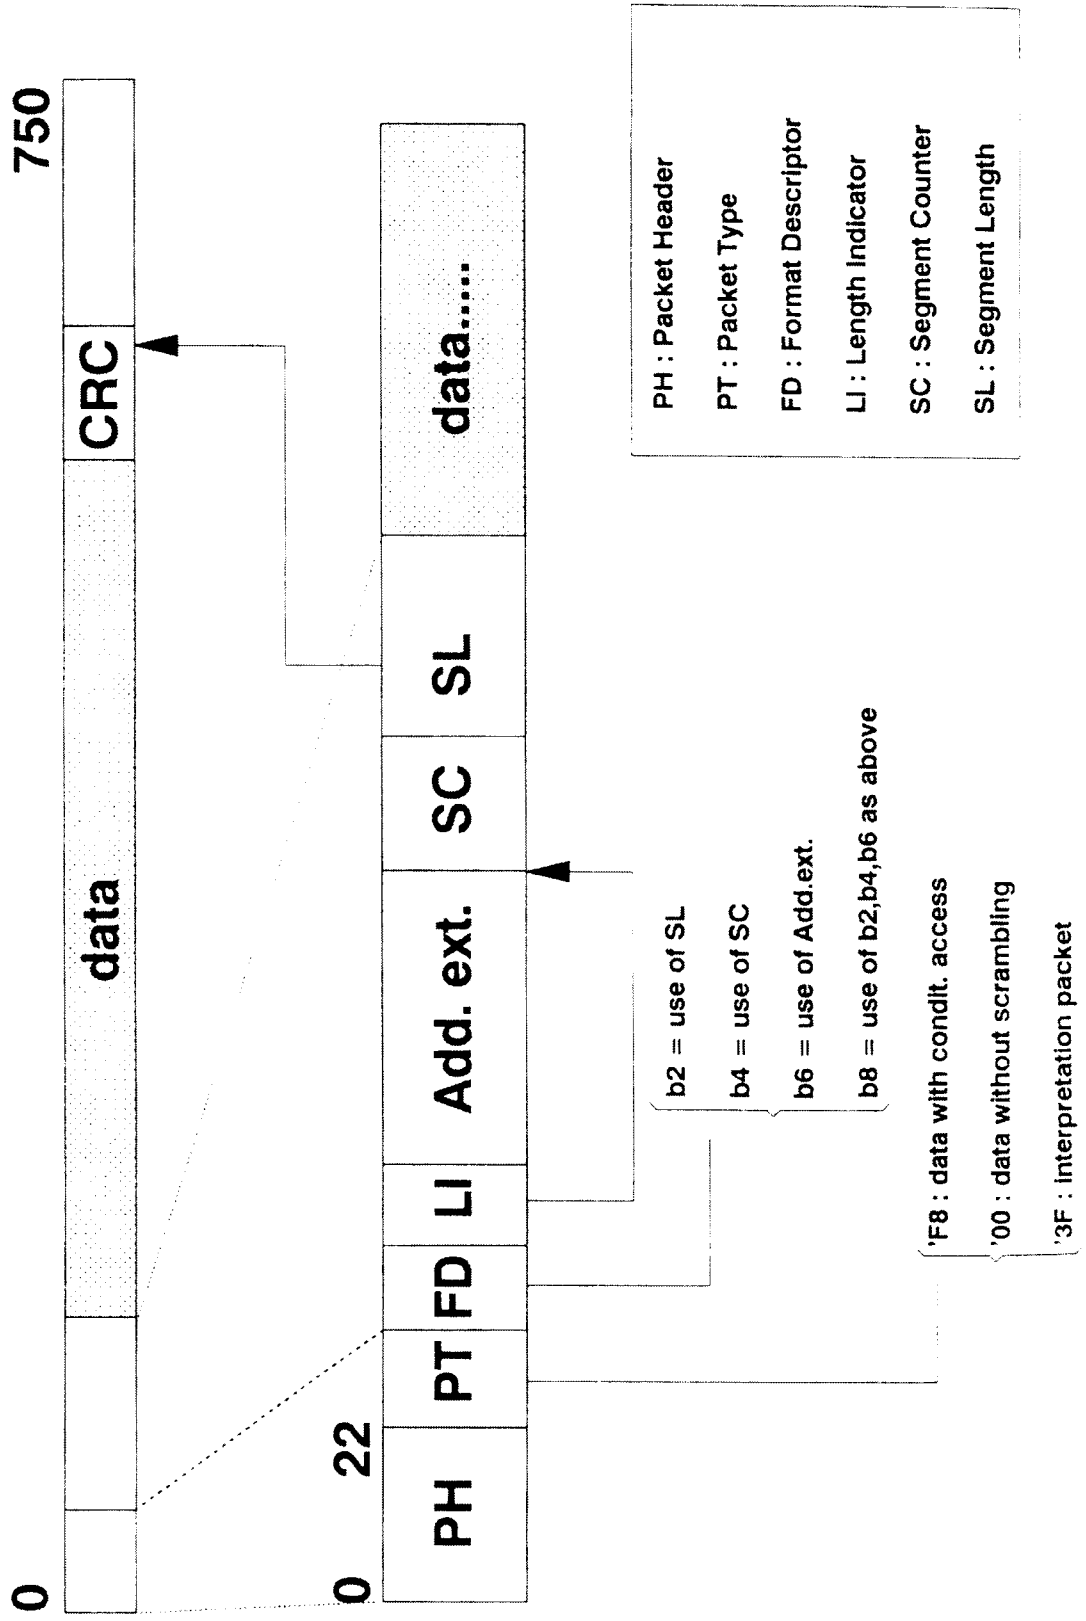 0 750
data CRC
0 22
PH PT FD LI Add. ext. SC SL data.....
b2 = use of SL
b4 = use of SC
b6 = use of Add.ext.
b8 = use of b2,b4,b6 as above
'F8 : data with condit. access
'00 : data without scrambling
'3F : interpretation packet
PH : Packet Header
PT : Packet Type
FD : Format Descriptor
LI : Length Indicator
SC : Segment Counter
SL : Segment Length